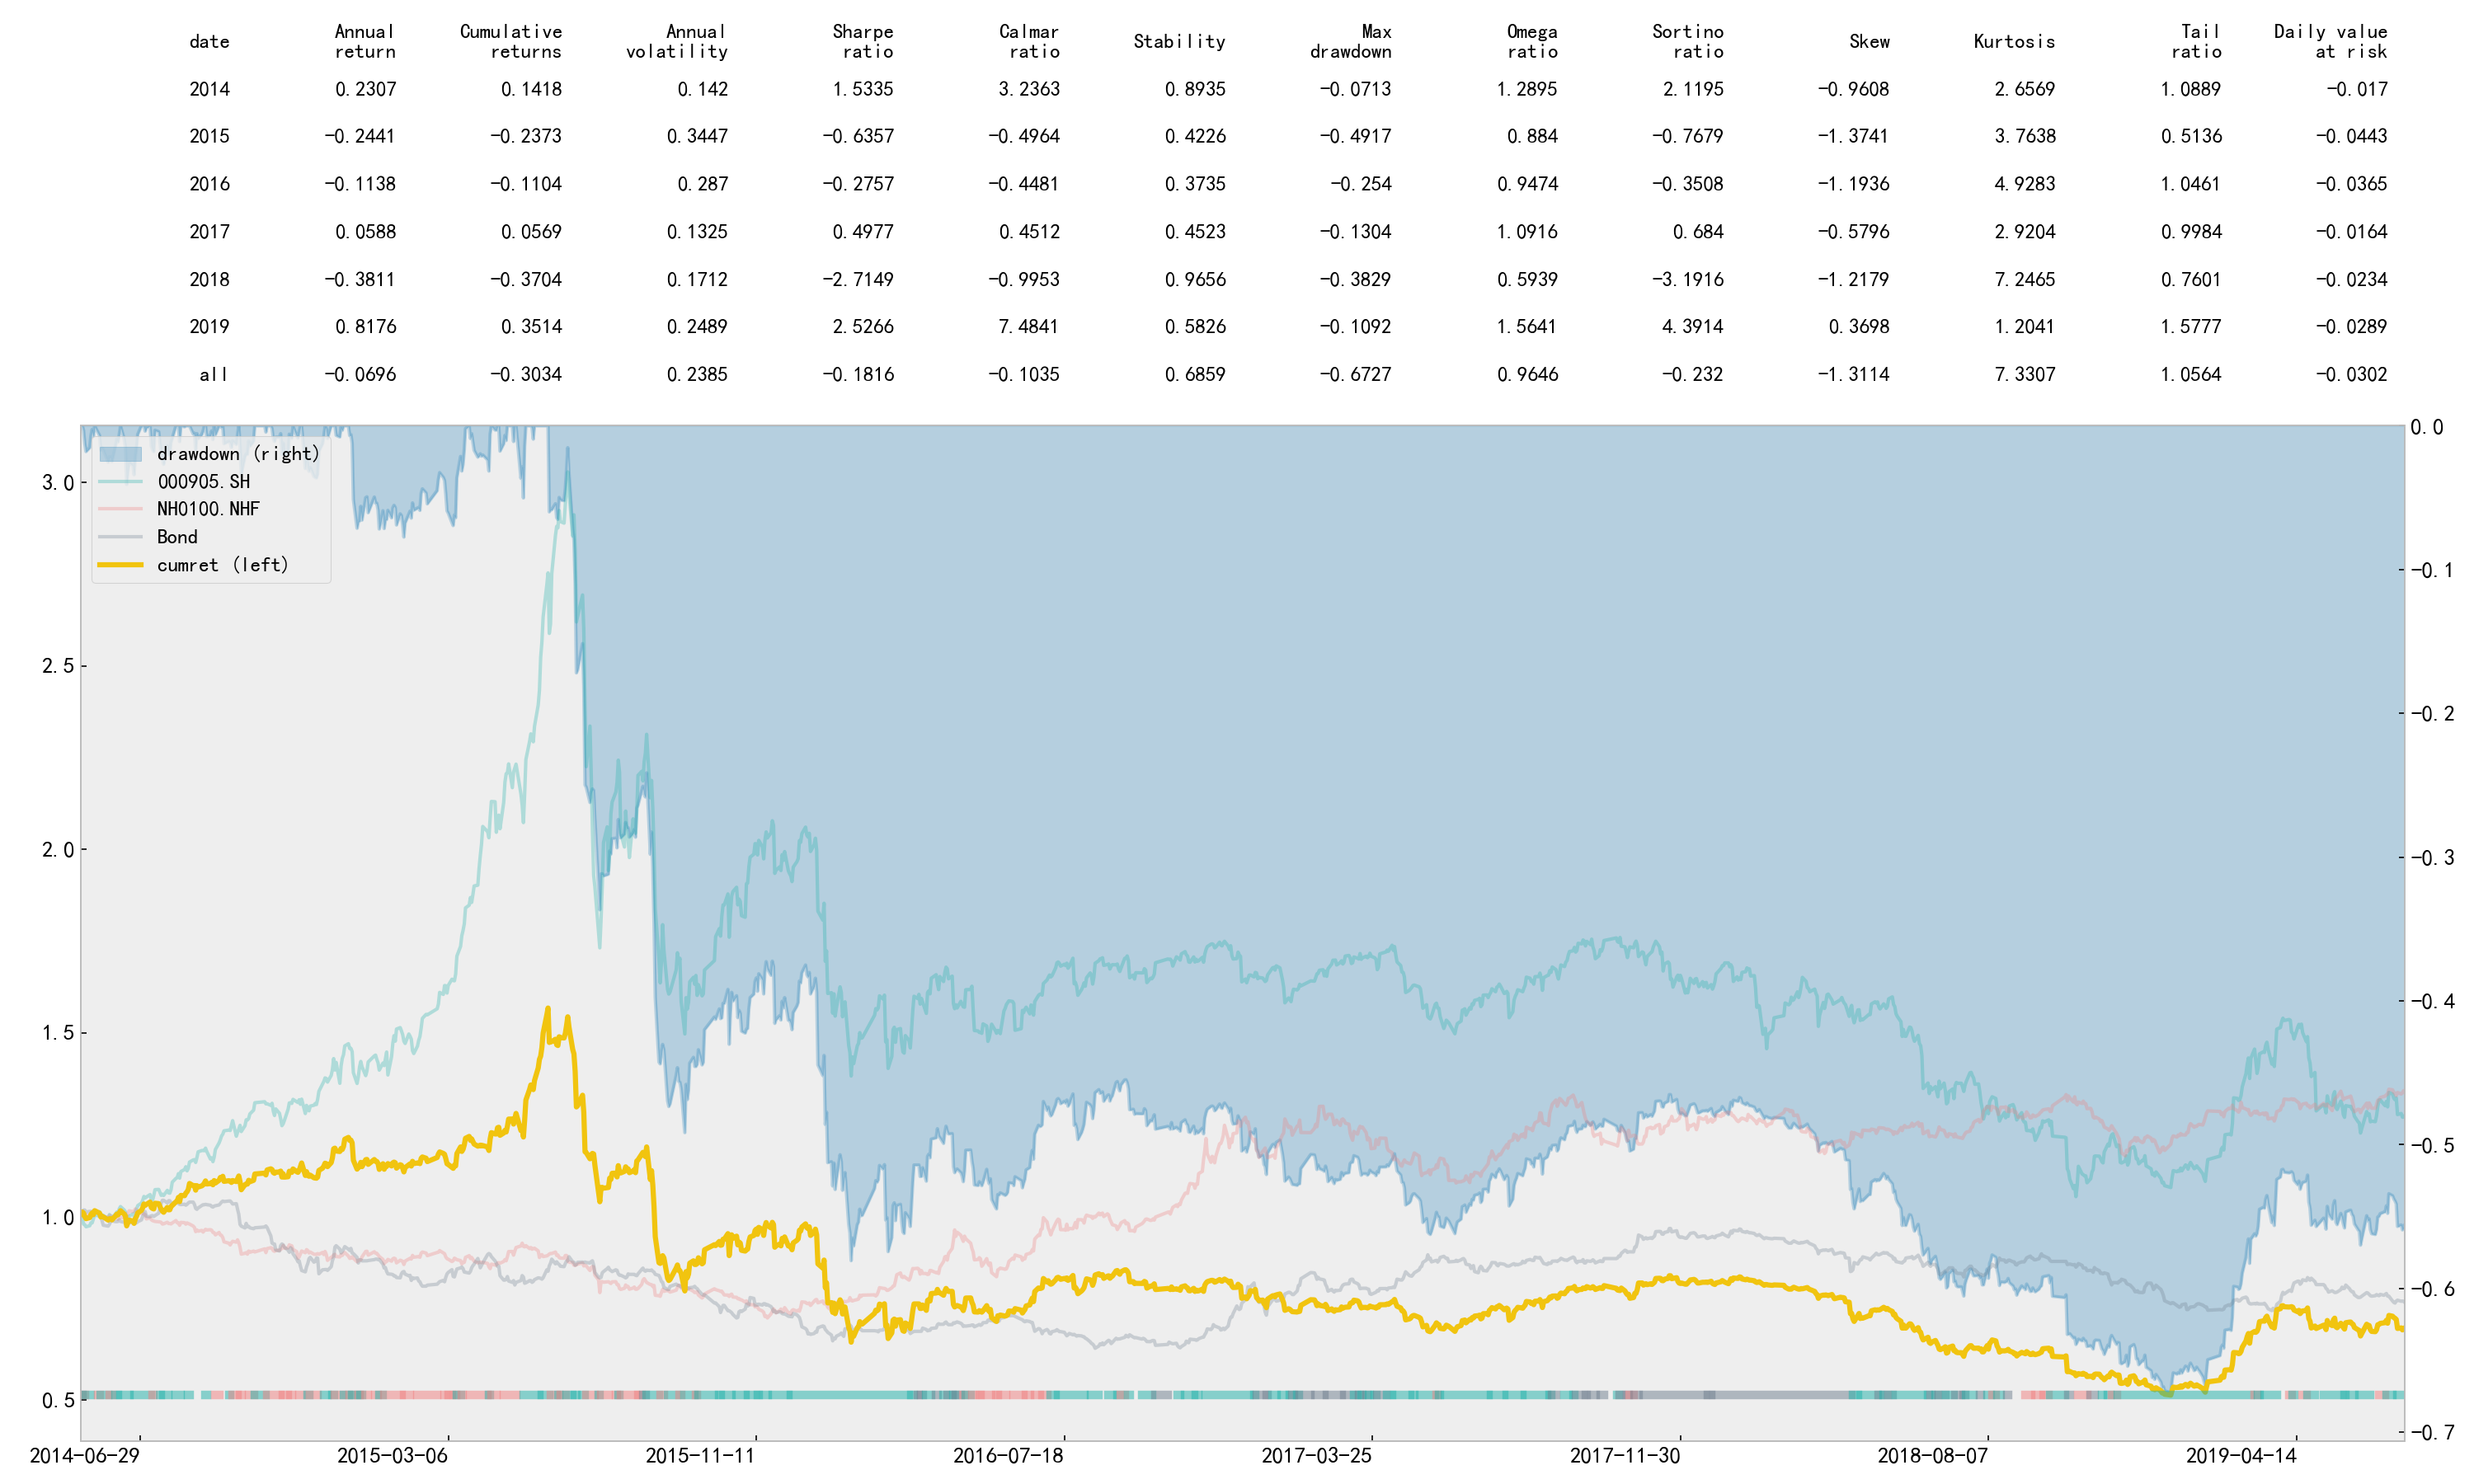 date Annual return Cumulative returns Annual volatility Sharpe ratio Calmar ratio Stability Max drawdown Omega ratio Sortino ratio Skew Kurtosis Tail ratio Daily value at risk
2014 0.2307 0.1418 0.142 1.5335 3.2363 0.8935 −0.0713 1.2895 2.1195 −0.9608 2.6569 1.0889 −0.017
2015 −0.2441 −0.2373 0.3447 −0.6357 −0.4964 0.4226 −0.4917 0.884 −0.7679 −1.3741 3.7638 0.5136 −0.0443
2016 −0.1138 −0.1104 0.287 −0.2757 −0.4481 0.3735 −0.254 0.9474 −0.3508 −1.1936 4.9283 1.0461 −0.0365
2017 0.0588 0.0569 0.1325 0.4977 0.4512 0.4523 −0.1304 1.0916 0.684 −0.5796 2.9204 0.9984 −0.0164
2018 −0.3811 −0.3704 0.1712 −2.7149 −0.9953 0.9656 −0.3829 0.5939 −3.1916 −1.2179 7.2465 0.7601 −0.0234
2019 0.8176 0.3514 0.2489 2.5266 7.4841 0.5826 −0.1092 1.5641 4.3914 0.3698 1.2041 1.5777 −0.0289
all −0.0696 −0.3034 0.2385 −0.1816 −0.1035 0.6859 −0.6727 0.9646 −0.232 −1.3114 7.3307 1.0564 −0.0302
drawdown (right)
000905.SH
NH0100.NHF
Bond
cumret (left)
3.0
2.5
2.0
1.5
1.0
0.5
0.0
−0.1
−0.2
−0.3
−0.4
−0.5
−0.6
−0.7
2014−06−29 2015−03−06 2015−11−11 2016−07−18 2017−03−25 2017−11−30 2018−08−07 2019−04−14